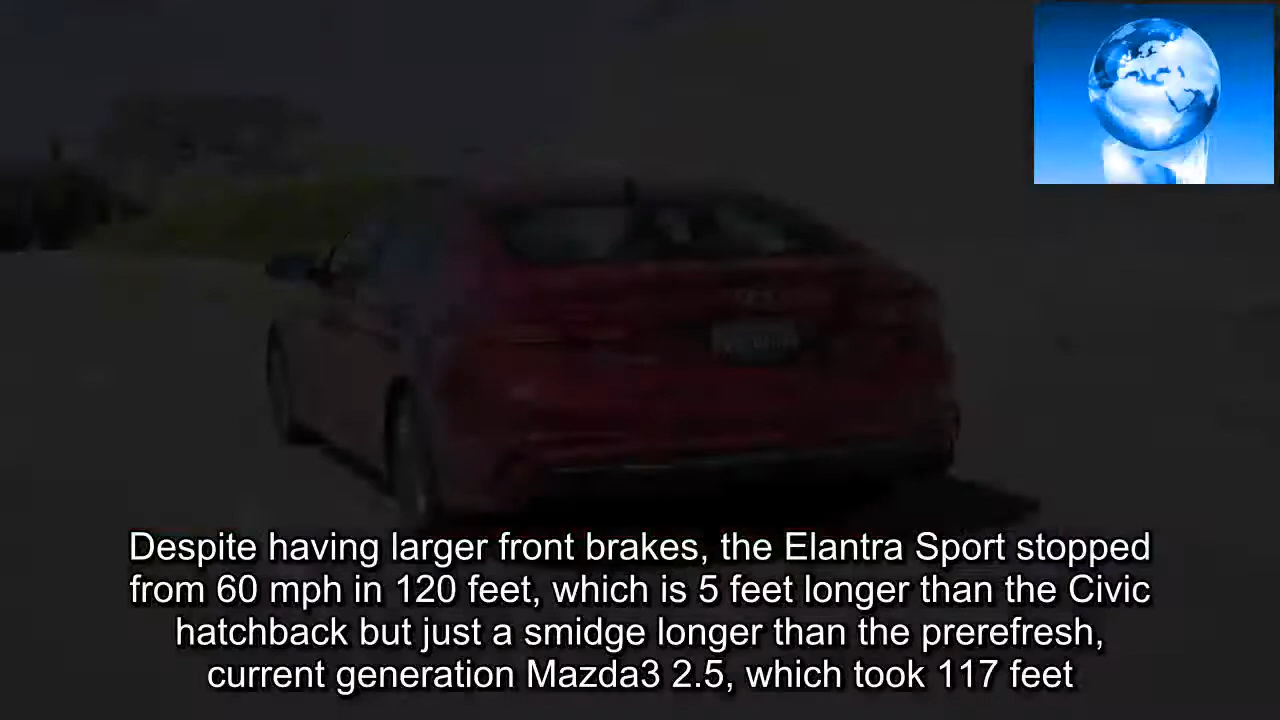 Despite having larger front brakes, the Elantra Sport stopped
from 60 mph in 120 feet, which is 5 feet longer than the Civic
hatchback but just a smidge longer than the prerefresh,
current generation Mazda3 2.5, which took 117 feet